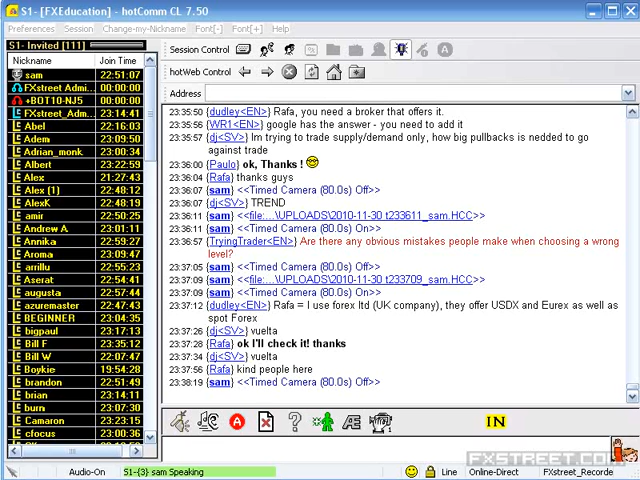 S1- [FXEducation] - hotComm CL 7.50
Preferences Session Change-my-Nickname Font[-] Font[+] Help
S1- Invited [111]
Session Control
Nickname Join Time
hotWeb Control
Address
sam 22:51:07
FXstreet Admi... 00:00:00
+BOT10-NJ5 00:00:00
FXstreet_Adm... 23:14:41
Abel 22:16:03
Adem 23:09:50
Adrian_monk 23:00:34
Albert 23:22:59
Alex 21:27:43
Alex (1) 22:48:12
AlexK 22:48:19
amir 22:50:25
Andrew A 23:01:05
Annika 22:59:27
Aroma 23:09:47
arrillu 22:55:23
Aserat 22:54:41
augusta 22:57:44
azuremaster 22:47:43
BEGINNER 23:04:35
bigpaul 23:17:13
Bill F 23:35:12
Bill W 22:07:47
Boykie 19:54:28
brandon 22:51:49
brian 23:14:11
burn 23:07:30
Camaron 23:23:15
cfocus 23:00:36
23:35:50 {dudley<EN>} Rafa, you need a broker that offers it.
23:35:56 {WR1<EN>} google has the answer - you need to add it
23:35:57 {dj<SV>} Im trying to trade supply/demand only, how big pullbacks is nedded to go
against trade
23:36:00 {Paulo} ok, Thanks !
23:36:04 {Rafa} thanks guys
23:36:07 {sam} <<Timed Camera (80.0s) Off>>
23:36:07 {dj<SV>} TREND
23:36:11 {sam} <<file:...\UPLOADS\2010-11-30 t233611_sam.HCC>>
23:36:11 {sam} <<Timed Camera (80.0s) On>>
23:36:57 {TryingTrader<EN>} Are there any obvious mistakes people make when choosing a wrong
level?
23:37:05 {sam} <<Timed Camera (80.0s) Off>>
23:37:09 {sam} <<file:...\UPLOADS\2010-11-30 t233709_sam.HCC>>
23:37:09 {sam} <<Timed Camera (80.0s) On>>
23:37:12 {dudley<EN>} Rafa = I use forex ltd (UK company), they offer USDX and Eurex as well as
spot Forex
23:37:26 {dj<SV>} vuelta
23:37:28 {Rafa} ok I'll check it! thanks
23:37:34 {dj<SV>} vuelta
23:37:56 {Rafa} kind people here
23:38:19 {sam} <<Timed Camera (80.0s) Off>>
A ? Æ IN
FXSTREET.COM
Audio-On S1-{3} sam Speaking Line Online-Direct FXstreet_Recorde